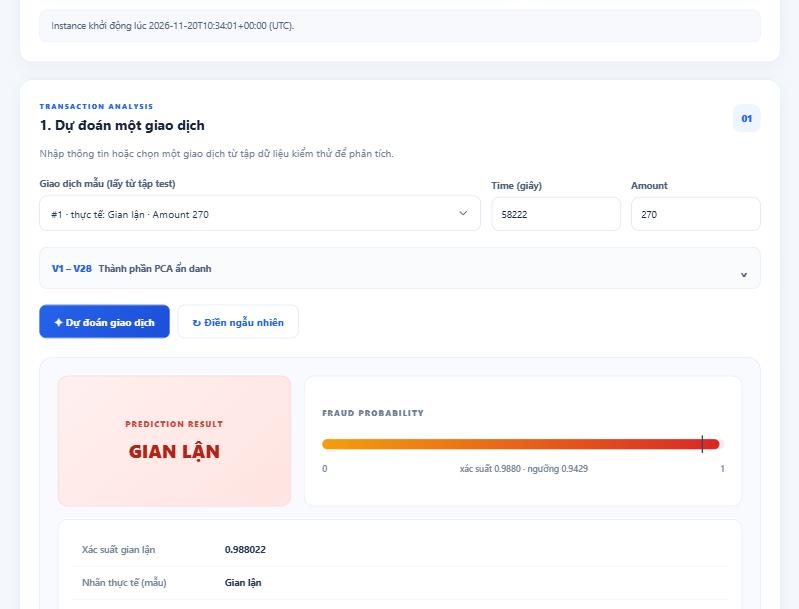 Instance khởi động lúc 2026-11-20T10:34:01+00:00 (UTC).
TRANSACTION ANALYSIS
1. Dự đoán một giao dịch
01
Nhập thông tin hoặc chọn một giao dịch từ tập dữ liệu kiểm thử để phân tích.
Giao dịch mẫu (lấy từ tập test)
Time (giây)
Amount
#1 · thực tế: Gian lận · Amount 270
58222
270
V1 – V28 Thành phần PCA ẩn danh
✦ Dự đoán giao dịch
↻ Điền ngẫu nhiên
PREDICTION RESULT
GIAN LẬN
FRAUD PROBABILITY
0
xác suất 0.9880 · ngưỡng 0.9429
1
Xác suất gian lận
0.988022
Nhãn thực tế (mẫu)
Gian lận